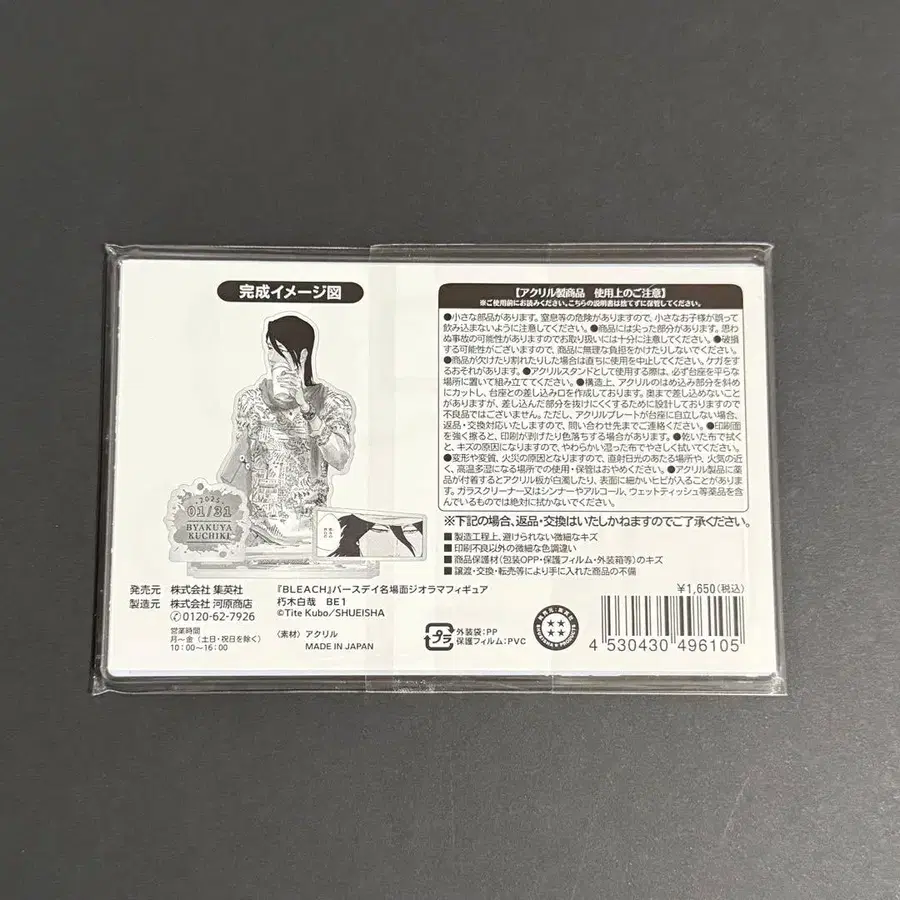 完成イメージ図
2025
01/31
BYAKUYA
KUCHIKI
【アクリル製商品 使用上のご注意】
※ご使用前にお読みください。こちらの説明書は捨てずに保管してください。
●小さな部品があります。窒息等の危険がありますので、小さなお子様が誤って
飲み込まないように注意してください。●商品には尖った部分があります。思わ
ぬ事故の可能性がありますのでお取り扱いには十分に注意してください。●破損
する可能性がございますので、商品に無理な負担をかけたりしないでください。
●商品が欠けたり割れたりした場合は直ちに使用を中止してください。ケガをす
るおそれがあります。●アクリルスタンドとして使用する際は、必ず台座を平らな
場所に置いて組み立ててください。●構造上、アクリルのはめ込み部分を斜め
にカットし、台座との差し込み口を作成しております。奥まで差し込めないこと
がありますが、差し込んだ部分を抜けにくくするために設計しておりますので
不良品ではございません。ただし、アクリルプレートが台座に自立しない場合、
返品・交換対応いたしますので、問い合わせ先までご連絡ください。●印刷面
を強く擦ると、印刷が剥げたり色落ちする場合があります。●乾いた布で拭く
と、キズの原因になりますので、やわらかい湿った布でやさしく拭いてください。
●変形や変質、火災の原因となりますので、直射日光のあたる場所や、火気の近
く、高温多湿になる場所での使用・保管はおやめください。●アクリル製品に薬
品が付着するとアクリル板が白濁したり、表面に細かいヒビが入ることがありま
す。ガラスクリーナー又はシンナーやアルコール、ウェットティッシュ等薬品を含
んでいるものでは絶対に拭かないでください。
※下記の場合、返品・交換はいたしかねますのでご了承ください。
■製造工程上、避けられない微細なキズ
■印刷不良以外の微細な色調違い
■商品保護材(包装OPP・保護フィルム・外装箱等)のキズ
■譲渡・交換・転売等により手に入れた商品の不備
発売元 株式会社 集英社
製造元 株式会社 河原商店
0120-62-7926
営業時間
月〜金(土日・祝日を除く)
10:00〜16:00
『BLEACH』バースデイ名場面ジオラマフィギュア
朽木白哉 BE1
©Tite Kubo/SHUEISHA
〈素材〉アクリル
MADE IN JAPAN
プラ
外装袋:PP
保護フィルム:PVC
¥1,650(税込)
4 530430 496105